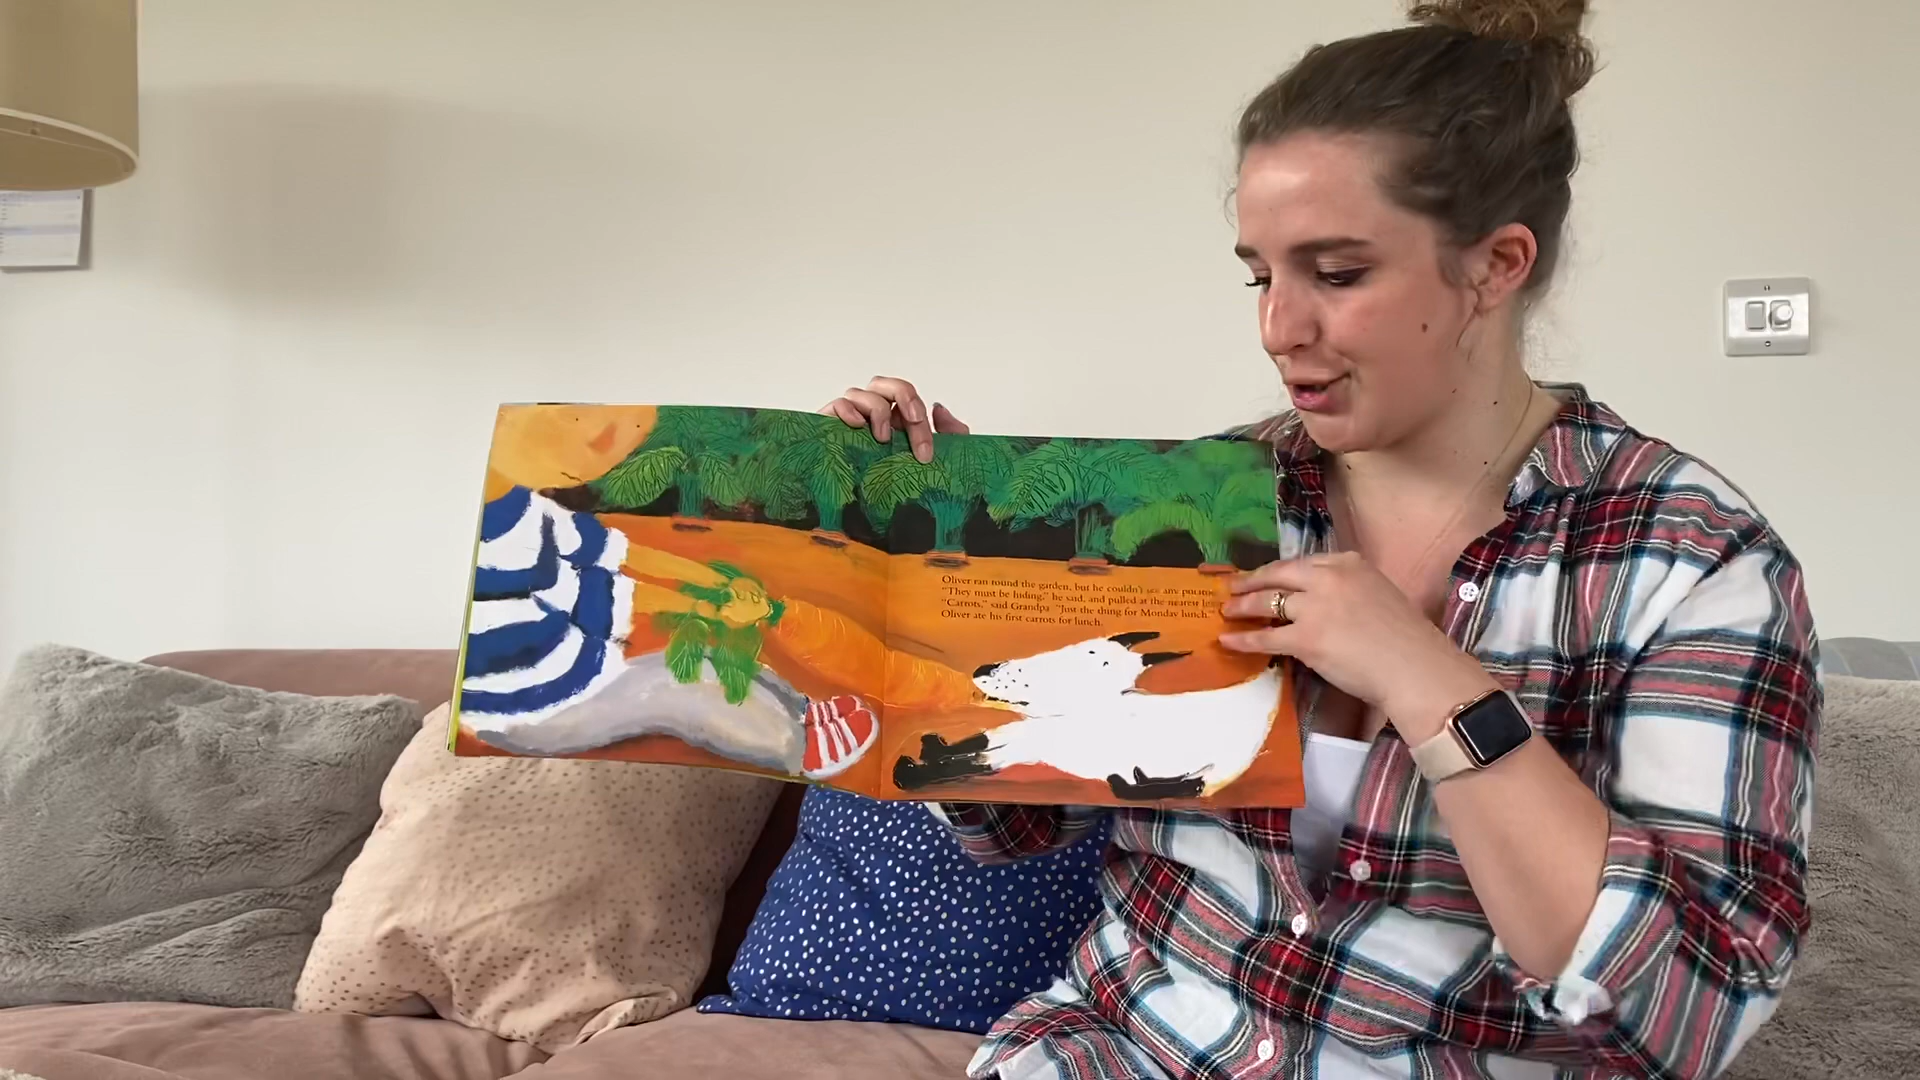 Oliver ran round the garden, but he couldn't see any
"They must be hiding," he said, and pulled at the nearest
"Carrots," said Grandpa. "Just the thing for Monday lunch."
Oliver ate his first carrots for lunch.